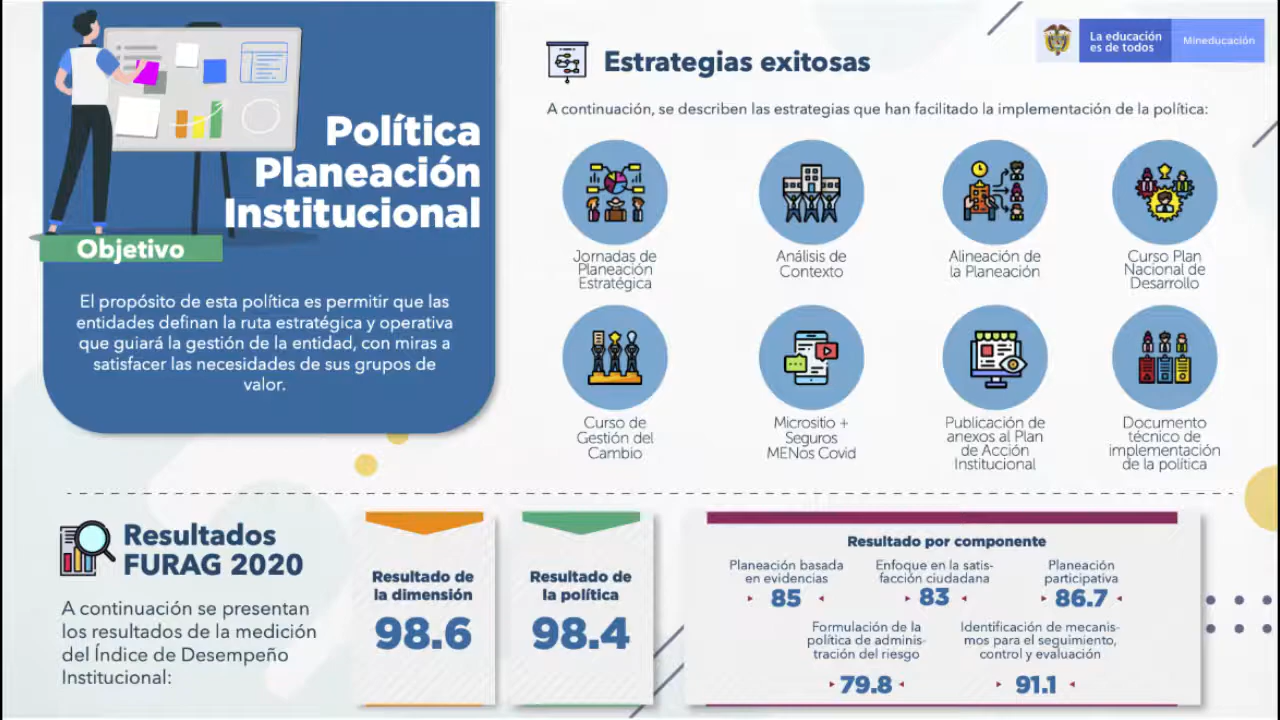 Política
Planeación
Institucional
Objetivo
El propósito de esta política es permitir que las
entidades definan la ruta estratégica y operativa
que guiará la gestión de la entidad, con miras a
satisfacer las necesidades de sus grupos de
valor.
Estrategias exitosas
La educación
es de todos
Mineducación
A continuación, se describen las estrategias que han facilitado la implementación de la política:
Jornadas de
Planeación
Estratégica
Análisis de
Contexto
Alineación de
la Planeación
Curso Plan
Nacional de
Desarrollo
Curso de
Gestión del
Cambio
Micrositio +
Seguros
MENos Covid
Publicación de
anexos al Plan
de Acción
Institucional
Documento
técnico de
implementación
de la política
Resultados
FURAG 2020
A continuación se presentan
los resultados de la medición
del Índice de Desempeño
Institucional:
Resultado de
la dimensión
98.6
Resultado de
la política
98.4
Resultado por componente
Planeación basada
en evidencias
85
Enfoque en la satis-
facción ciudadana
83
Planeación
participativa
86.7
Formulación de la
política de adminis-
tración del riesgo
79.8
Identificación de mecanis-
mos para el seguimiento,
control y evaluación
91.1